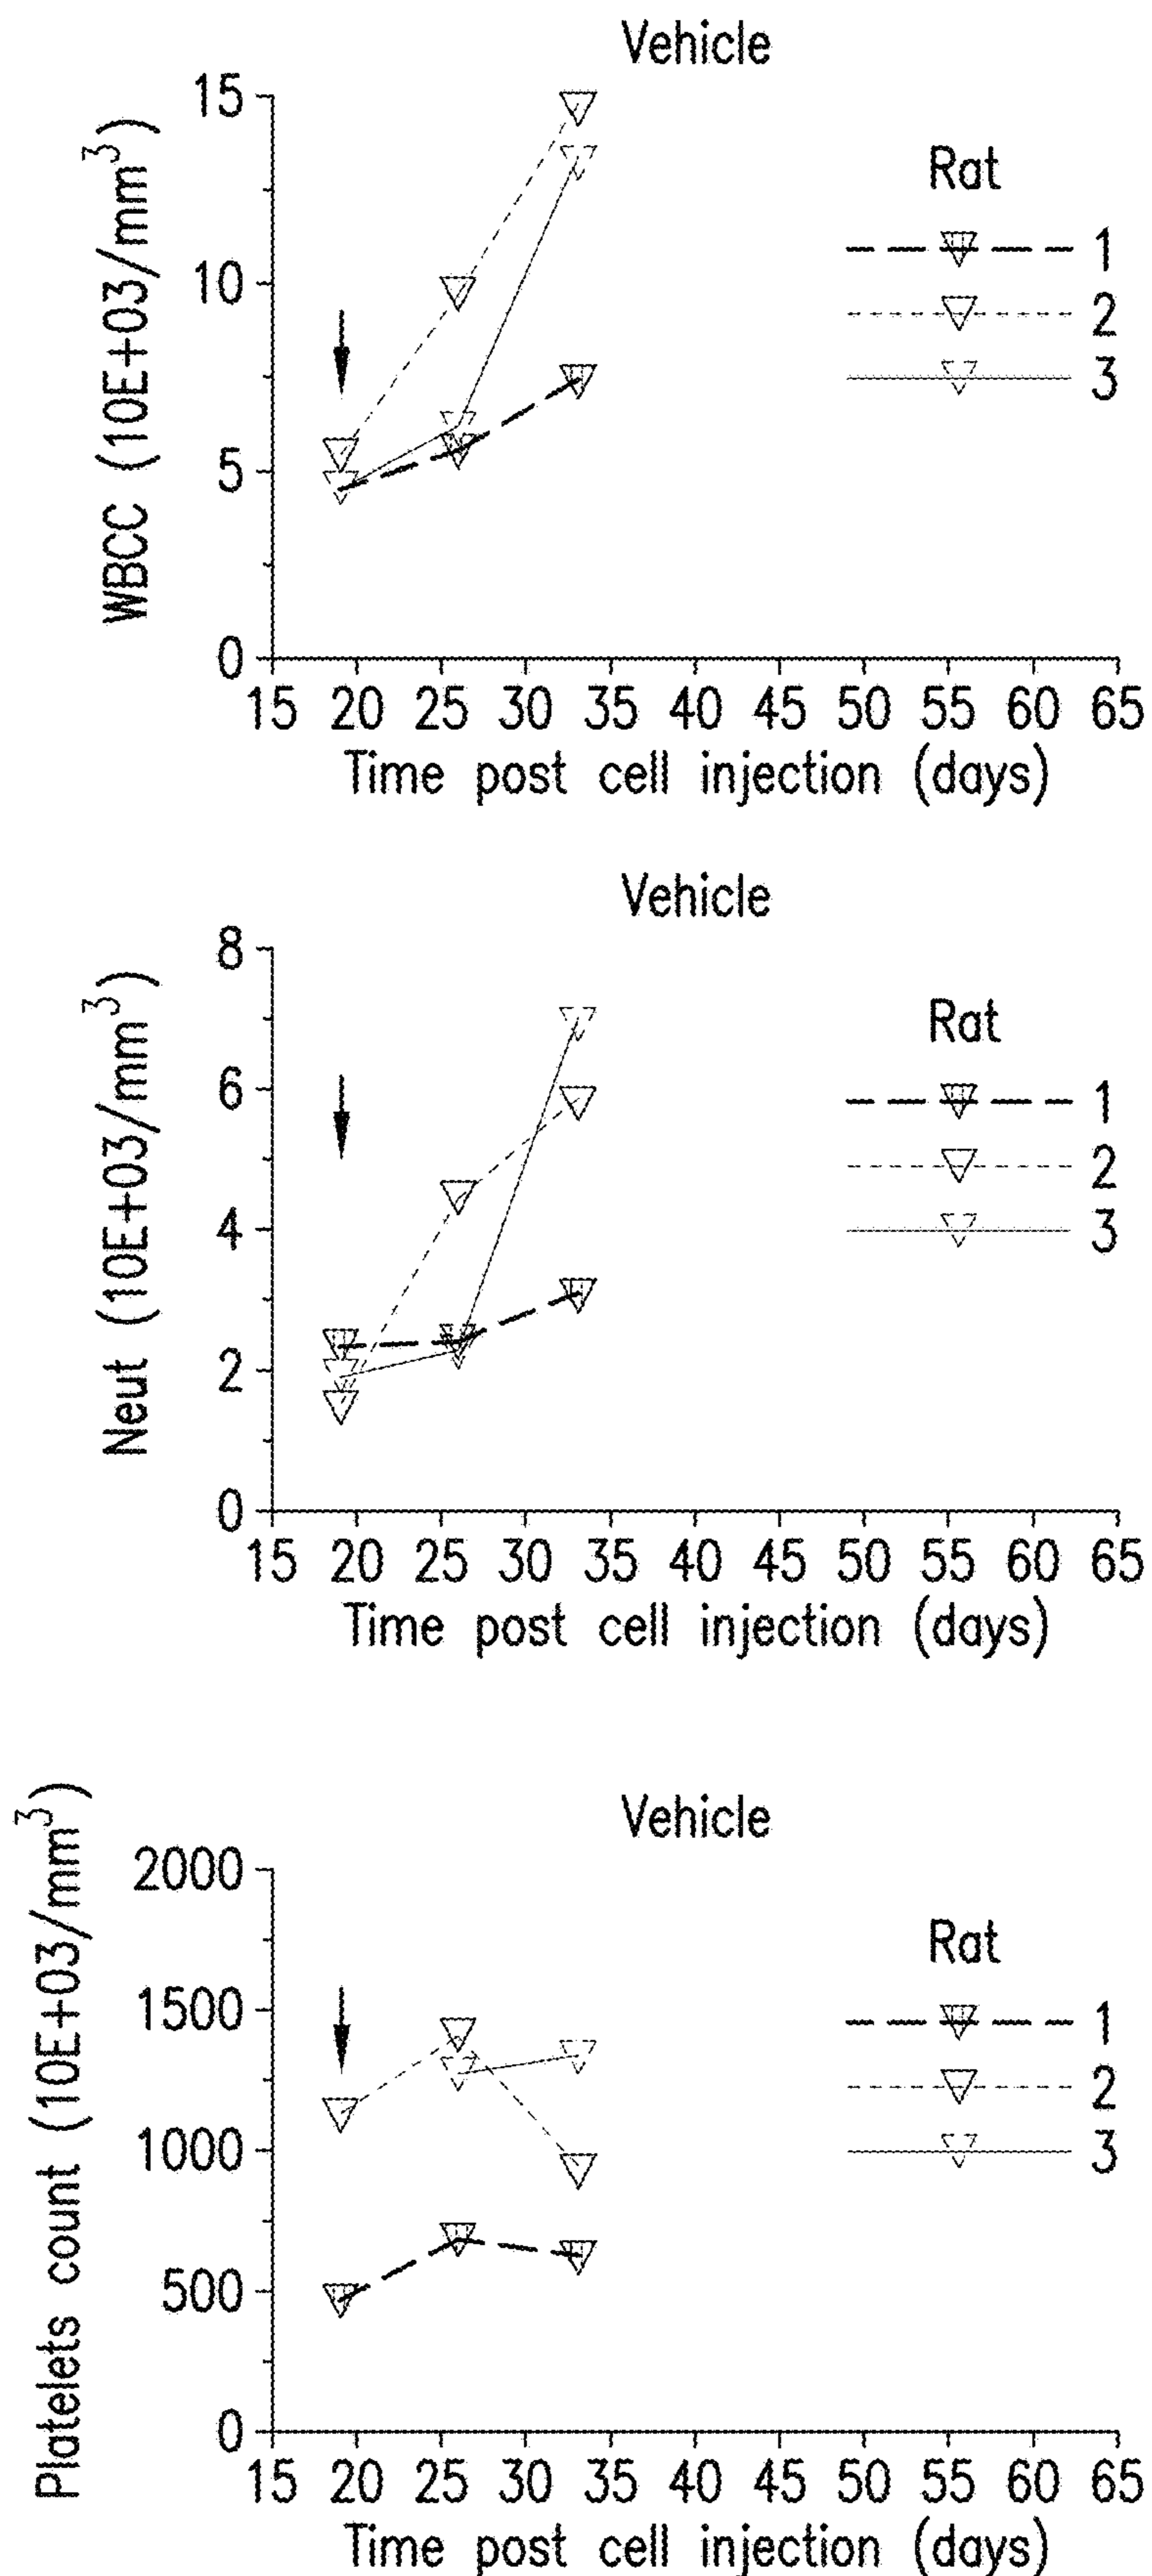 Vehicle
WBCC (10E+03/mm³)
15
10
5
0
Rat
1
2
3
15 20 25 30 35 40 45 50 55 60 65
Time post cell injection (days)
Vehicle
Neut (10E+03/mm³)
8
6
4
2
0
Rat
1
2
3
15 20 25 30 35 40 45 50 55 60 65
Time post cell injection (days)
Vehicle
Platelets count (10E+03/mm³)
2000
1500
1000
500
0
Rat
1
2
3
15 20 25 30 35 40 45 50 55 60 65
Time post cell injection (days)